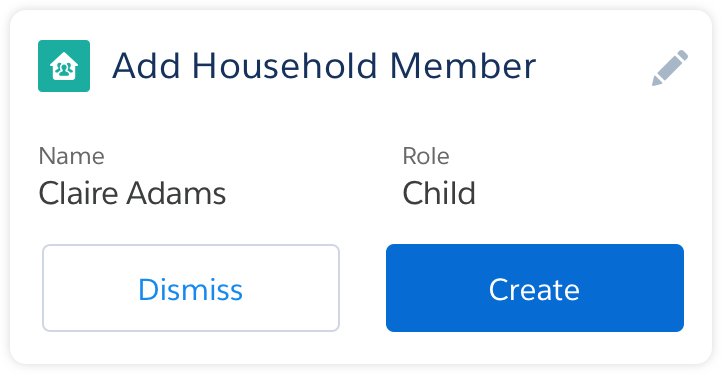 Add Household Member
Name
Role
Claire Adams
Child
Dismiss
Create